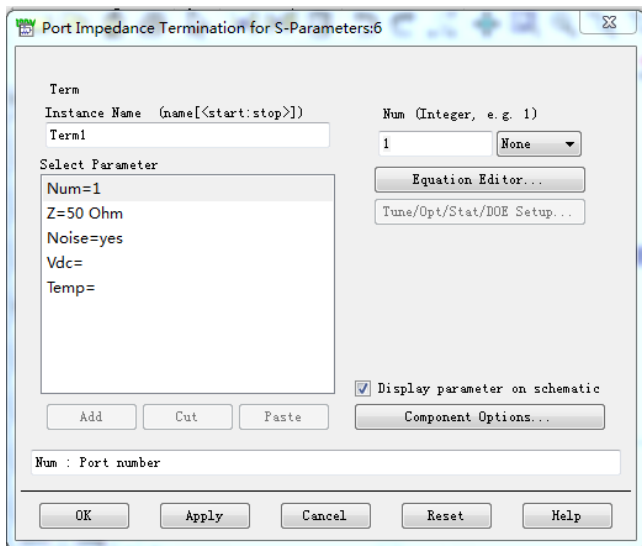 Port Impedance Termination for S-Parameters:6
Term
Instance Name (name[<start:stop>])
Term1
Select Parameter
Num=1
Z=50 Ohm
Noise=yes
Vdc=
Temp=
Add Cut Paste
Num (Integer, e.g. 1)
1 None
Equation Editor...
Tune/Opt/Stat/DOE Setup...
Display parameter on schematic
Component Options...
Num : Port number
OK Apply Cancel Reset Help